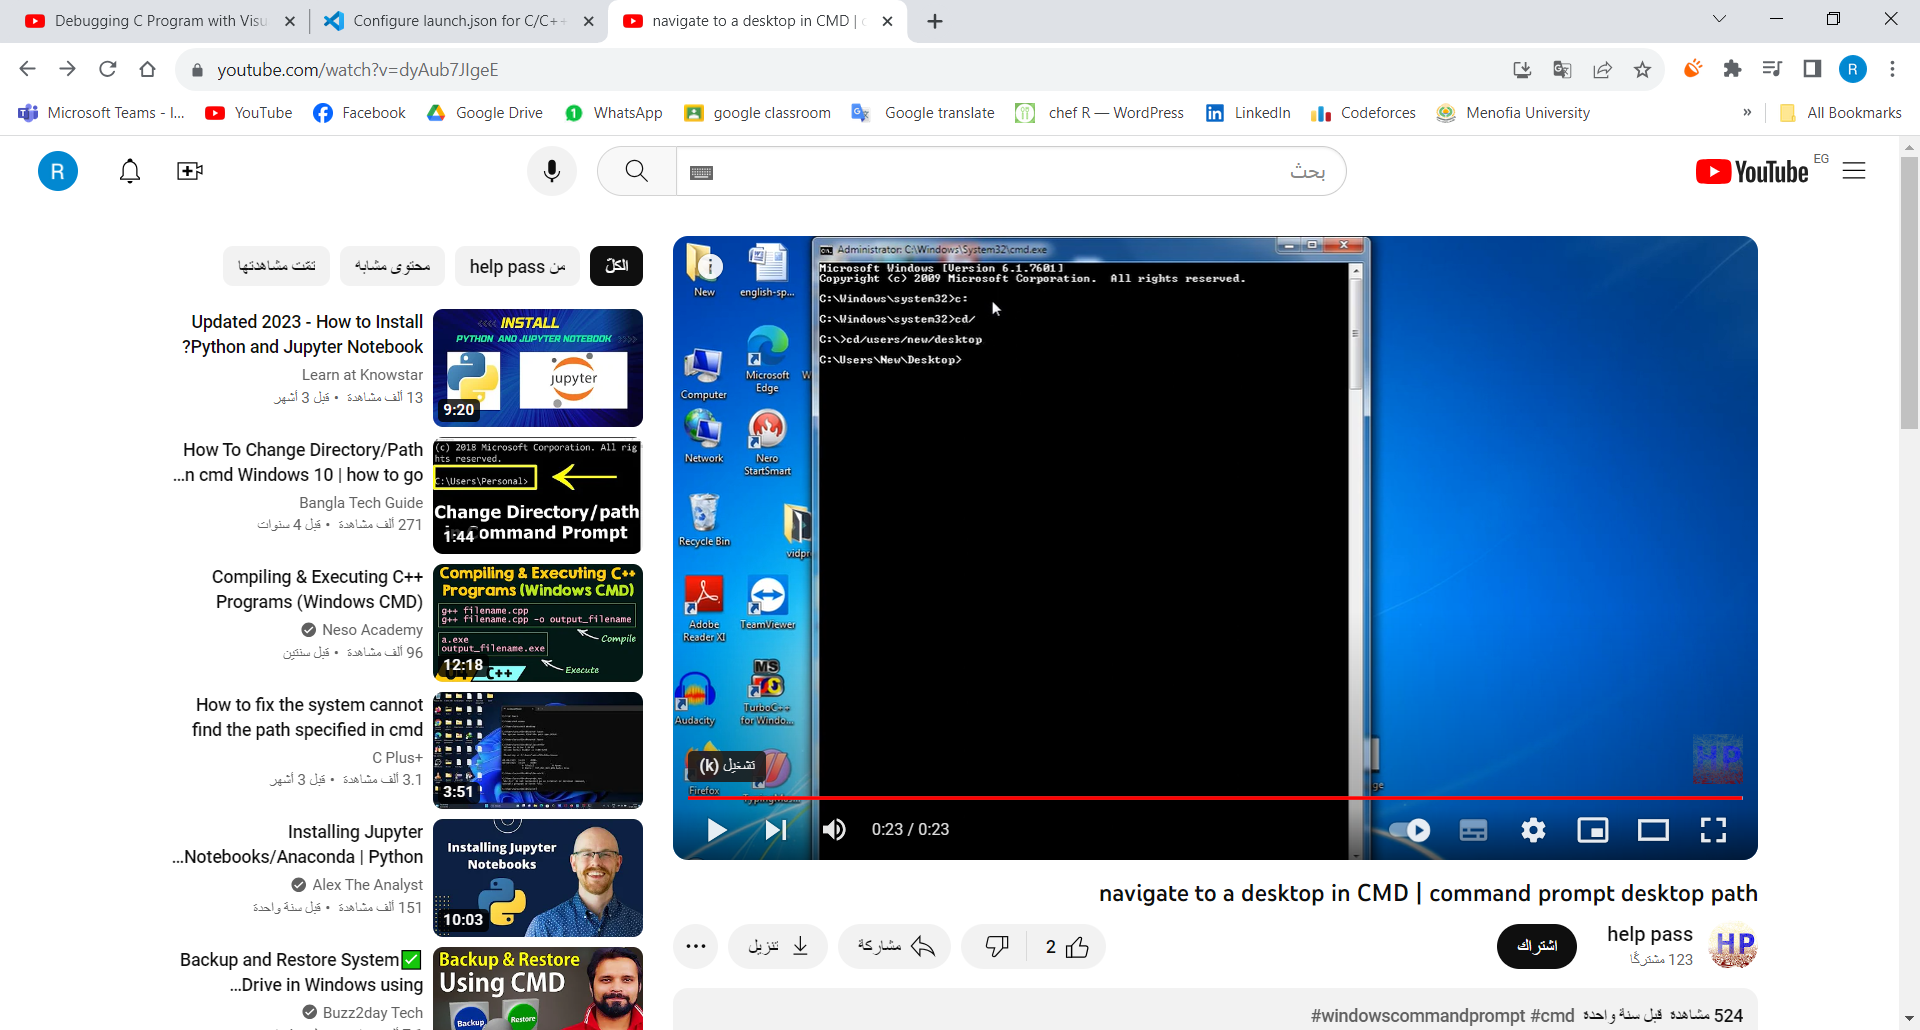 Debugging C Program with Visu
Configure launch.json for C/C++
navigate to a desktop in CMD |
youtube.com/watch?v=dyAub7JIgeE
R
Microsoft Teams - I...
YouTube
Facebook
Google Drive
WhatsApp
google classroom
Google translate
chef R — WordPress
LinkedIn
Codeforces
Menofia University
»
All Bookmarks
R
بحث
YouTube
EG
الكلّ
من help pass
محتوى مشابه
تمّت مشاهدتها
Updated 2023 - How to Install
Python and Jupyter Notebook?
Learn at Knowstar
13 ألف مشاهدة • قبل 3 أشهر
INSTALL
PYTHON AND JUPYTER NOTEBOOK
jupyter
9:20
How To Change Directory/Path
n cmd Windows 10 | how to go...
Bangla Tech Guide
271 ألف مشاهدة • قبل 4 سنوات
(c) 2018 Microsoft Corporation. All rig
hts reserved.
C:\Users\Personal>
Change Directory/path
Command Prompt
1:44
Compiling & Executing C++
Programs (Windows CMD)
Neso Academy
96 ألف مشاهدة • قبل سنتين
Compiling & Executing C++
Programs (Windows CMD)
g++ filename.cpp
g++ filename.cpp -o output_filename
Compile
a.exe
output_filename.exe
Execute
C++
12:18
How to fix the system cannot
find the path specified in cmd
C Plus+
3.1 ألف مشاهدة • قبل 3 أشهر
3:51
Installing Jupyter
Notebooks/Anaconda | Python...
Alex The Analyst
151 ألف مشاهدة • قبل سنة واحدة
Installing Jupyter
Notebooks
10:03
Backup and Restore System
Drive in Windows using...
Buzz2day Tech
Backup & Restore
Using CMD
Backup
Restore
New
english-sp...
Computer
Microsoft
Edge
Network
Nero
StartSmart
Recycle Bin
vidpr
Adobe
Reader XI
TeamViewer
Audacity
TurboC++
for Windo...
Firefox
Administrator: C:\Windows\System32\cmd.exe
Microsoft Windows [Version 6.1.7601]
Copyright (c) 2009 Microsoft Corporation. All rights reserved.
C:\Windows\system32>c:
C:\Windows\system32>cd/
C:\>cd/users/new/desktop
C:\Users\New\Desktop>
HP
تشغيل (k)
0:23 / 0:23
navigate to a desktop in CMD | command prompt desktop path
HP
help pass
123 مشتركًا
اشتراك
2
مشاركة
تنزيل
524 مشاهدة قبل سنة واحدة #windowscommandprompt #cmd